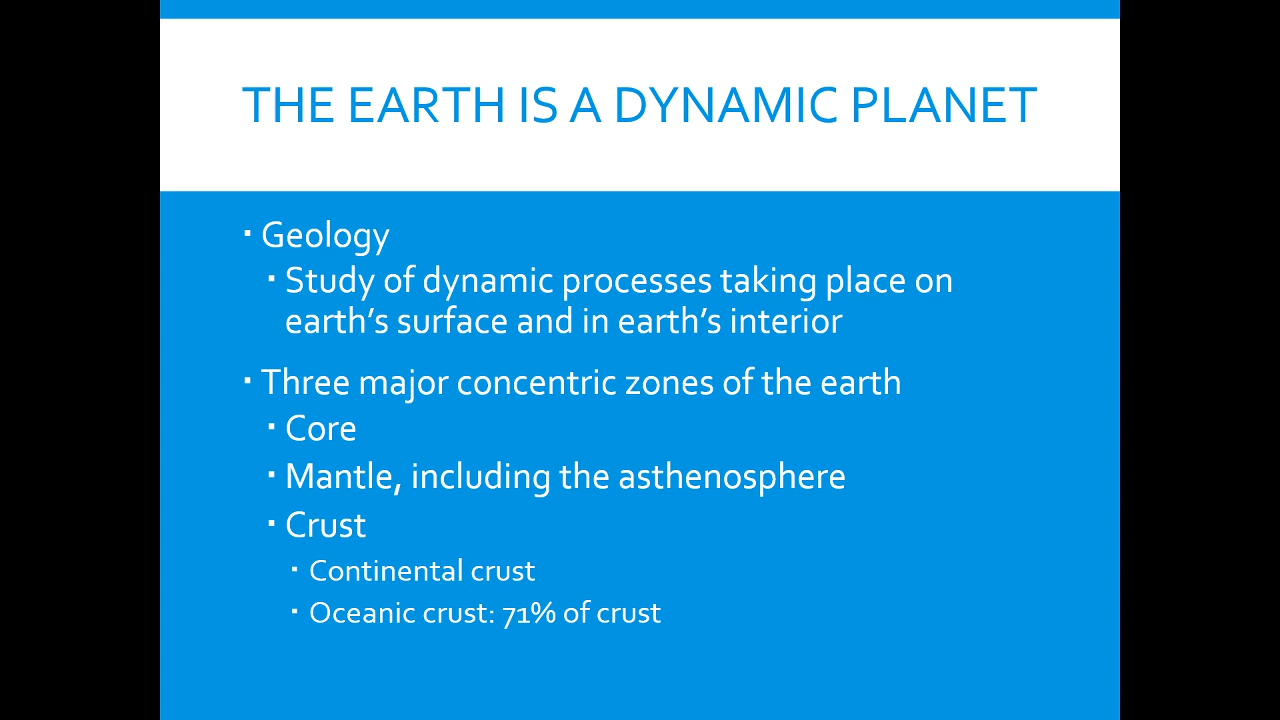 THE EARTH IS A DYNAMIC PLANET
▪ Geology
▪ Study of dynamic processes taking place on
earth’s surface and in earth’s interior
▪ Three major concentric zones of the earth
▪ Core
▪ Mantle, including the asthenosphere
▪ Crust
▪ Continental crust
▪ Oceanic crust: 71% of crust